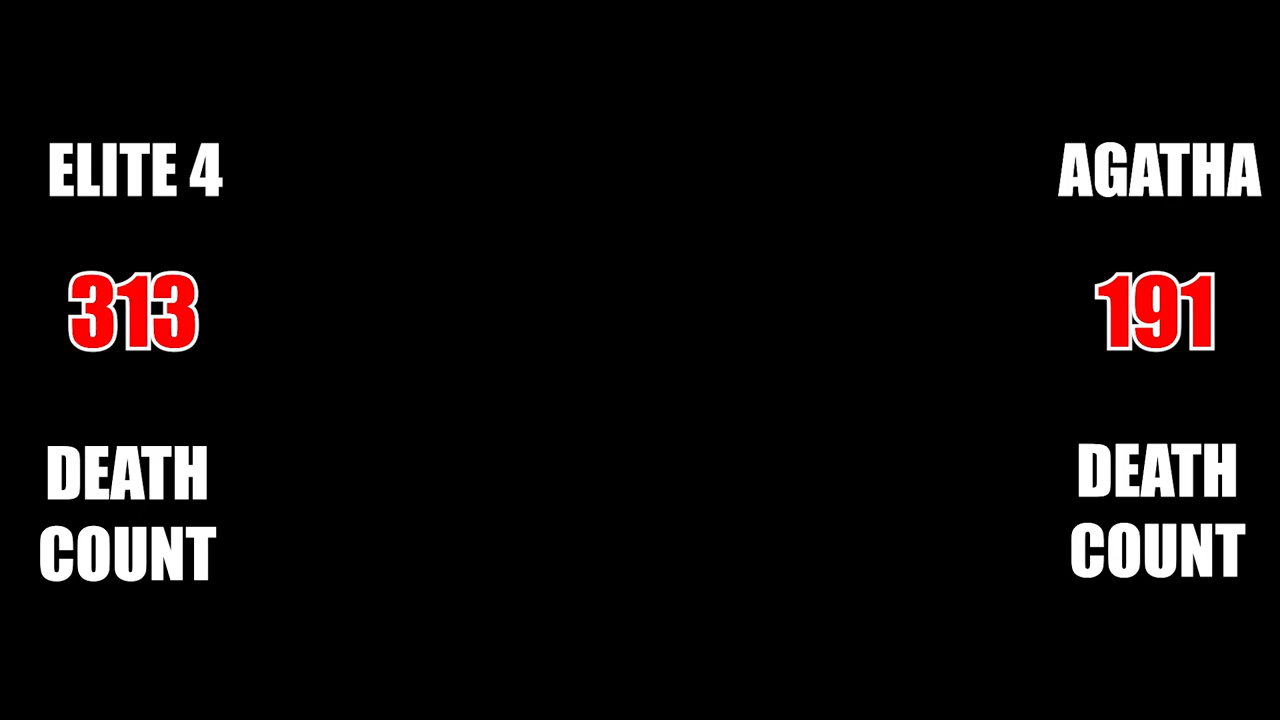 ELITE 4
313
DEATH
COUNT
AGATHA
191
DEATH
COUNT